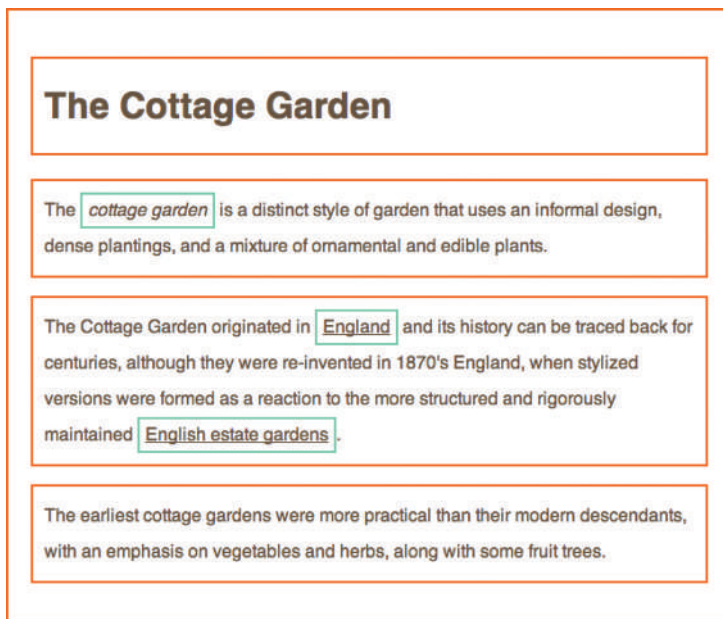 The Cottage Garden
The cottage garden is a distinct style of garden that uses an informal design,
dense plantings, and a mixture of ornamental and edible plants.
The Cottage Garden originated in England and its history can be traced back for
centuries, although they were re-invented in 1870's England, when stylized
versions were formed as a reaction to the more structured and rigorously
maintained English estate gardens.
The earliest cottage gardens were more practical than their modern descendants,
with an emphasis on vegetables and herbs, along with some fruit trees.